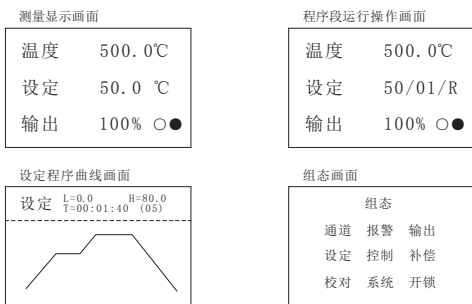 测量显示画面
温度 500.0℃
设定 50.0 ℃
输出 100% ○●
程序段运行操作画面
温度 500.0℃
设定 50/01/R
输出 100% ○●
设定程序曲线画面
设定 L=0.0 H=80.0
T=00:01:40 (05)
组态画面
组态
通道 报警 输出
设定 控制 补偿
校对 系统 开锁